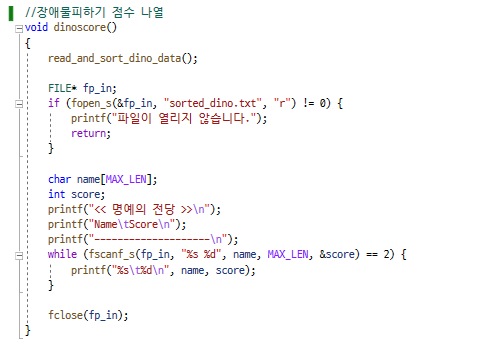 //장애물피하기 점수 나열
void dinoscore()
{
read_and_sort_dino_data();
FILE* fp_in;
if (fopen_s(&fp_in, "sorted_dino.txt", "r") != 0) {
printf("파일이 열리지 않습니다.");
return;
}
char name[MAX_LEN];
int score;
printf("<< 명예의 전당 >>\n");
printf("Name\tScore\n");
printf("--------------------\n");
while (fscanf_s(fp_in, "%s %d", name, MAX_LEN, &score) == 2) {
printf("%s\t%d\n", name, score);
}
fclose(fp_in);
}